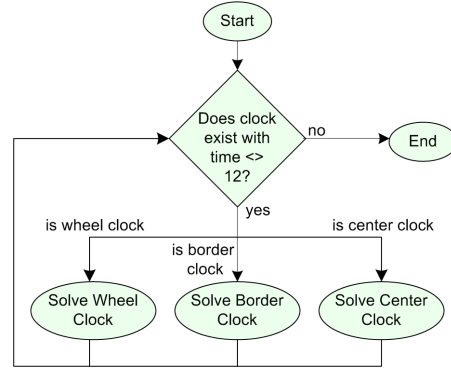 Start
Does clock
exist with
time <>
12?
no
End
yes
is wheel clock
is border
clock
is center clock
Solve Wheel
Clock
Solve Border
Clock
Solve Center
Clock